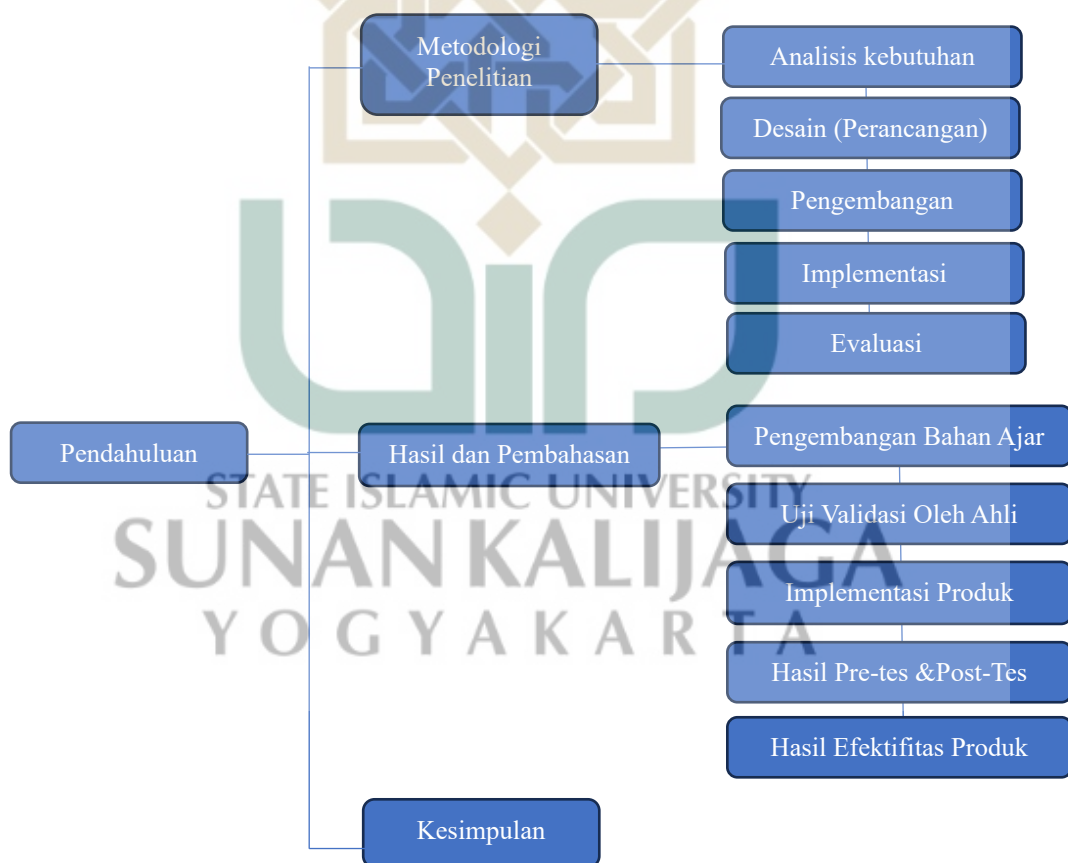 Metodologi
Penelitian
Analisis kebutuhan
Desain (Perancangan)
Pengembangan
Implementasi
Evaluasi
Pendahuluan
Hasil dan Pembahasan
Pengembangan Bahan Ajar
Uji Validasi Oleh Ahli
Implementasi Produk
Hasil Pre-tes &Post-Tes
Hasil Efektifitas Produk
Kesimpulan
STATE ISLAMIC UNIVERSITY
SUNAN KALIJAGA
YOGYAKARTA